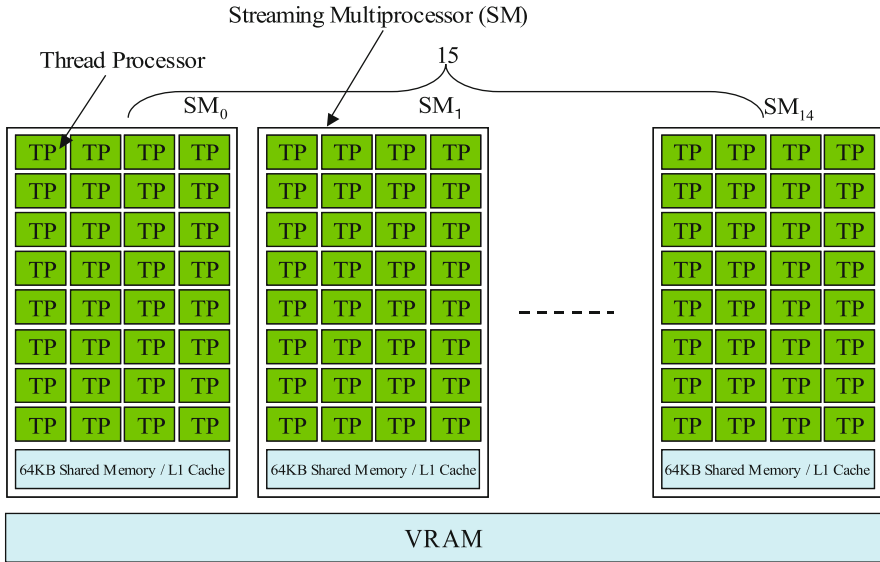 Streaming Multiprocessor (SM)
15
Thread Processor
SM0 SM1 SM14
TP TP TP TP TP TP TP TP TP TP TP TP
TP TP TP TP TP TP TP TP TP TP TP TP
TP TP TP TP TP TP TP TP TP TP TP TP
TP TP TP TP TP TP TP TP TP TP TP TP
TP TP TP TP TP TP TP TP TP TP TP TP
TP TP TP TP TP TP TP TP TP TP TP TP
TP TP TP TP TP TP TP TP TP TP TP TP
TP TP TP TP TP TP TP TP TP TP TP TP
64KB Shared Memory / L1 Cache 64KB Shared Memory / L1 Cache 64KB Shared Memory / L1 Cache
VRAM